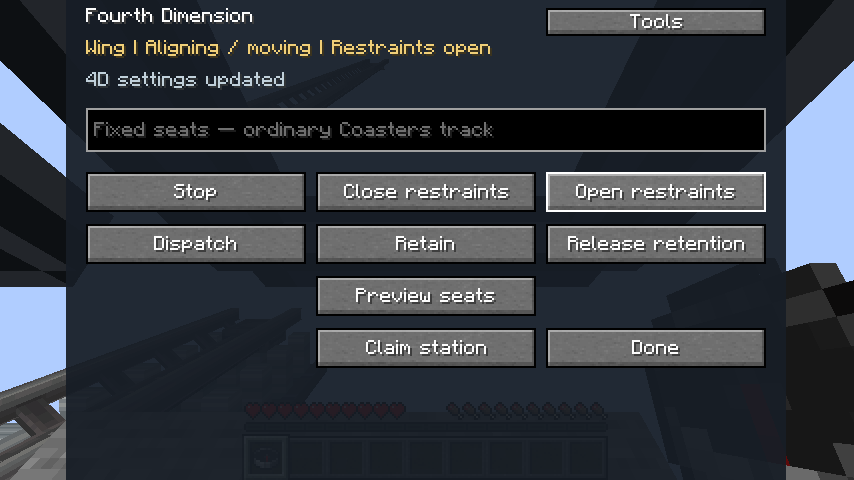 Fourth Dimension
Tools
Wing | Aligning / moving | Restraints open
4D settings updated
Fixed seats — ordinary Coasters track
Stop
Close restraints
Open restraints
Dispatch
Retain
Release retention
Preview seats
Claim station
Done